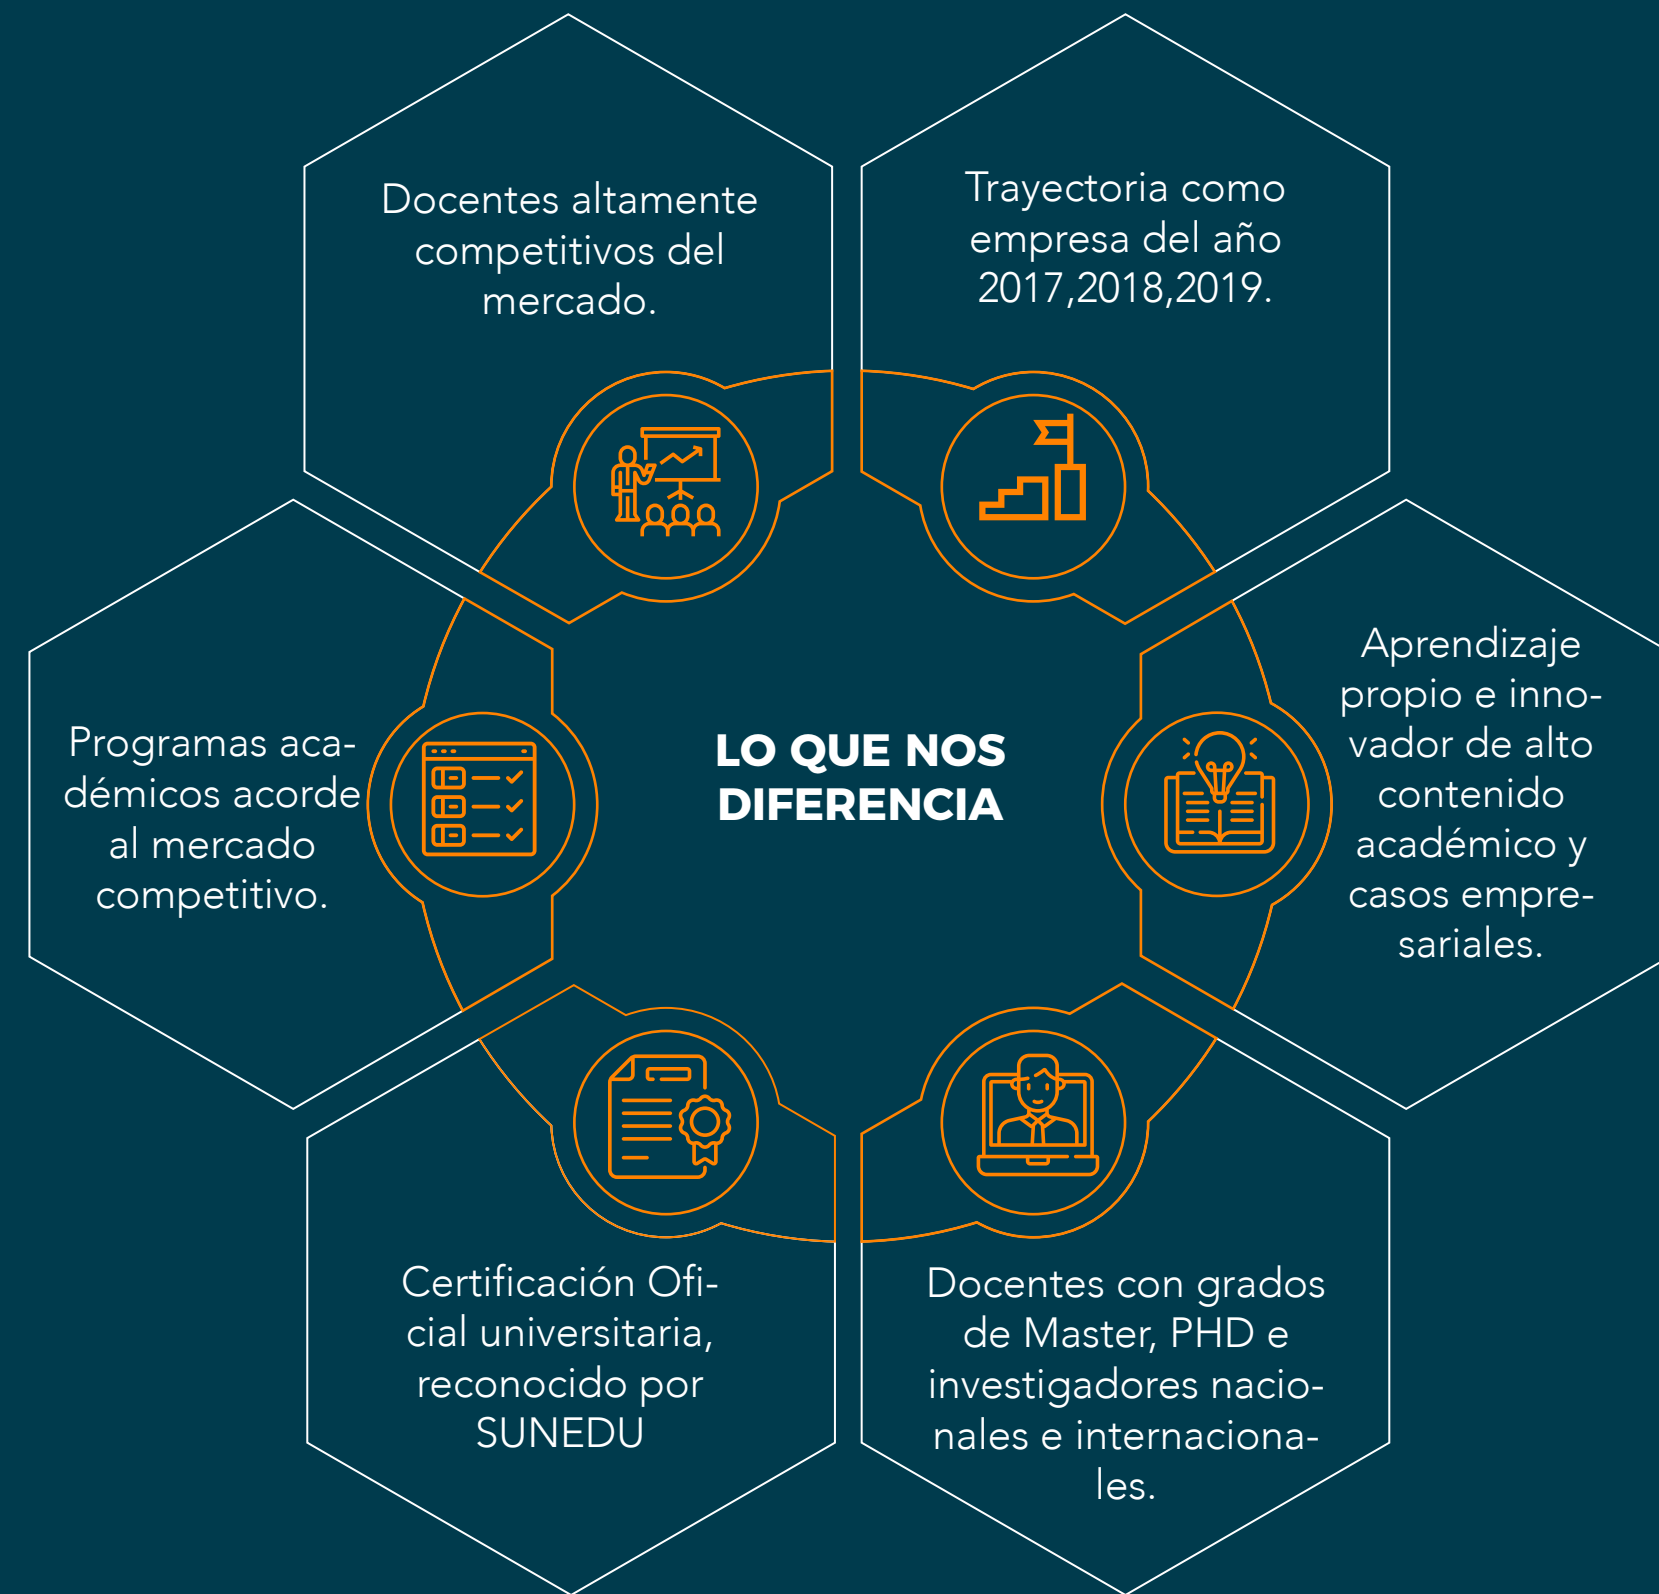 Docentes altamente
competitivos del
mercado.
Trayectoria como
empresa del año
2017,2018,2019.
Programas aca-
démicos acorde
al mercado
competitivo.
LO QUE NOS
DIFERENCIA
Aprendizaje
propio e inno-
vador de alto
contenido
académico y
casos empre-
sariales.
Certificación Ofi-
cial universitaria,
reconocido por
SUNEDU
Docentes con grados
de Master, PHD e
investigadores nacio-
nales e internaciona-
les.